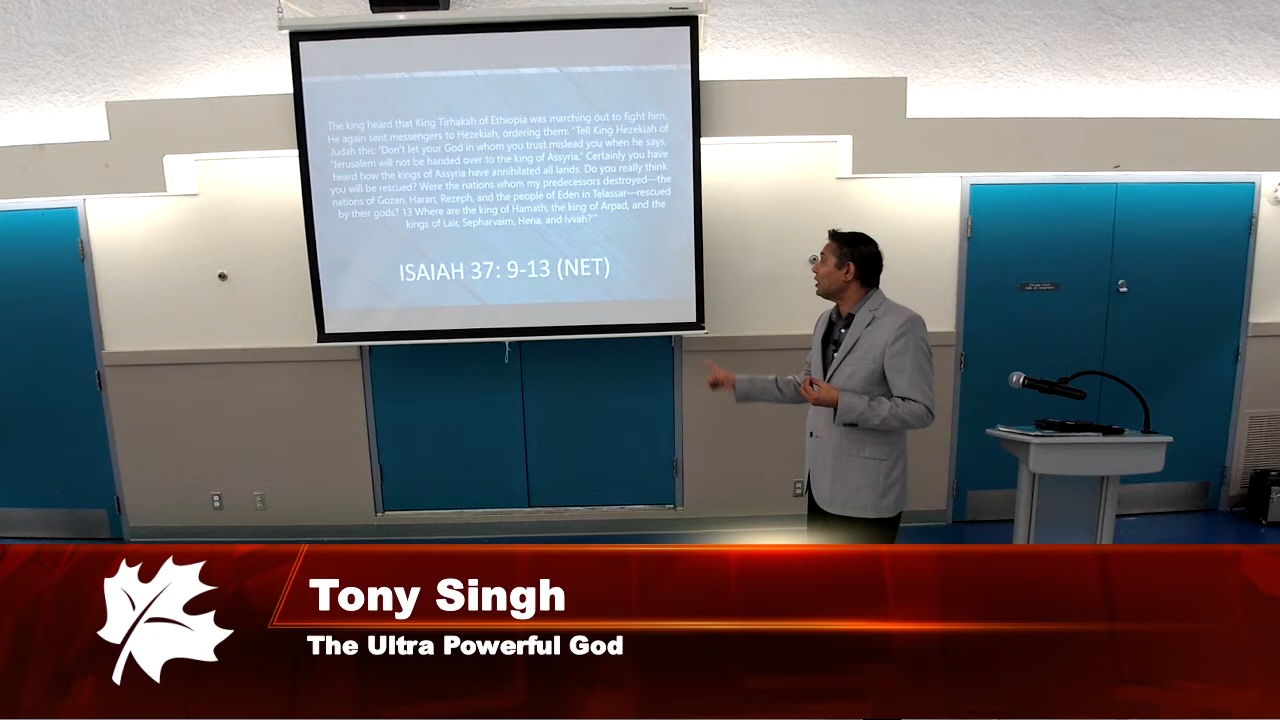 The king heard that King Tirhakah of Ethiopia was marching out to fight him.
He again sent messengers to Hezekiah, ordering them: "Tell King Hezekiah of
Judah this: 'Don't let your God in whom you trust mislead you when he says,
"Jerusalem will not be handed over to the king of Assyria." Certainly you have
heard how the kings of Assyria have annihilated all lands. Do you really think
you will be rescued? Were the nations whom my predecessors destroyed—the
nations of Gozan, Haran, Rezeph, and the people of Eden in Telassar—rescued
by their gods? 13 Where are the king of Hamath, the king of Arpad, and the
kings of Lair, Sepharvaim, Hena, and Ivvah?'"
ISAIAH 37: 9-13 (NET)
Tony Singh
The Ultra Powerful God